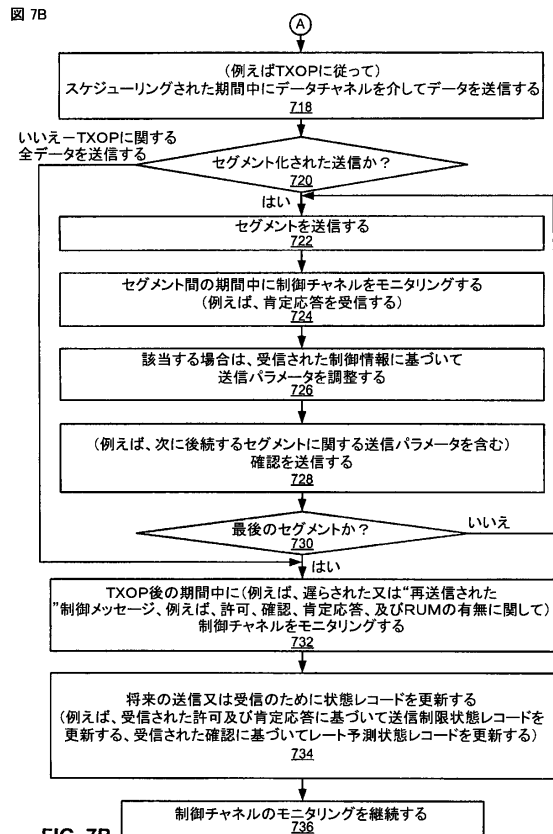 図 7B
A
(例えばTXOPに従って)
スケジューリングされた期間中にデータチャネルを介してデータを送信する
718
いいえ－TXOPに関する
全データを送信する
セグメント化された送信か？
720
はい
セグメントを送信する
722
セグメント間の期間中に制御チャネルをモニタリングする
(例えば、肯定応答を受信する)
724
該当する場合は、受信された制御情報に基づいて
送信パラメータを調整する
726
(例えば、次に後続するセグメントに関する送信パラメータを含む)
確認を送信する
728
最後のセグメントか？
730
いいえ
はい
TXOP後の期間中に(例えば、遅らされた又は“再送信された
”制御メッセージ、例えば、許可、確認、肯定応答、及びRUMの有無に関して)
制御チャネルをモニタリングする
732
将来の送信又は受信のために状態レコードを更新する
(例えば、受信された許可及び肯定応答に基づいて送信制限状態レコードを
更新する、受信された確認に基づいてレート予測状態レコードを更新する)
734
制御チャネルのモニタリングを継続する
736
FIG. 7B